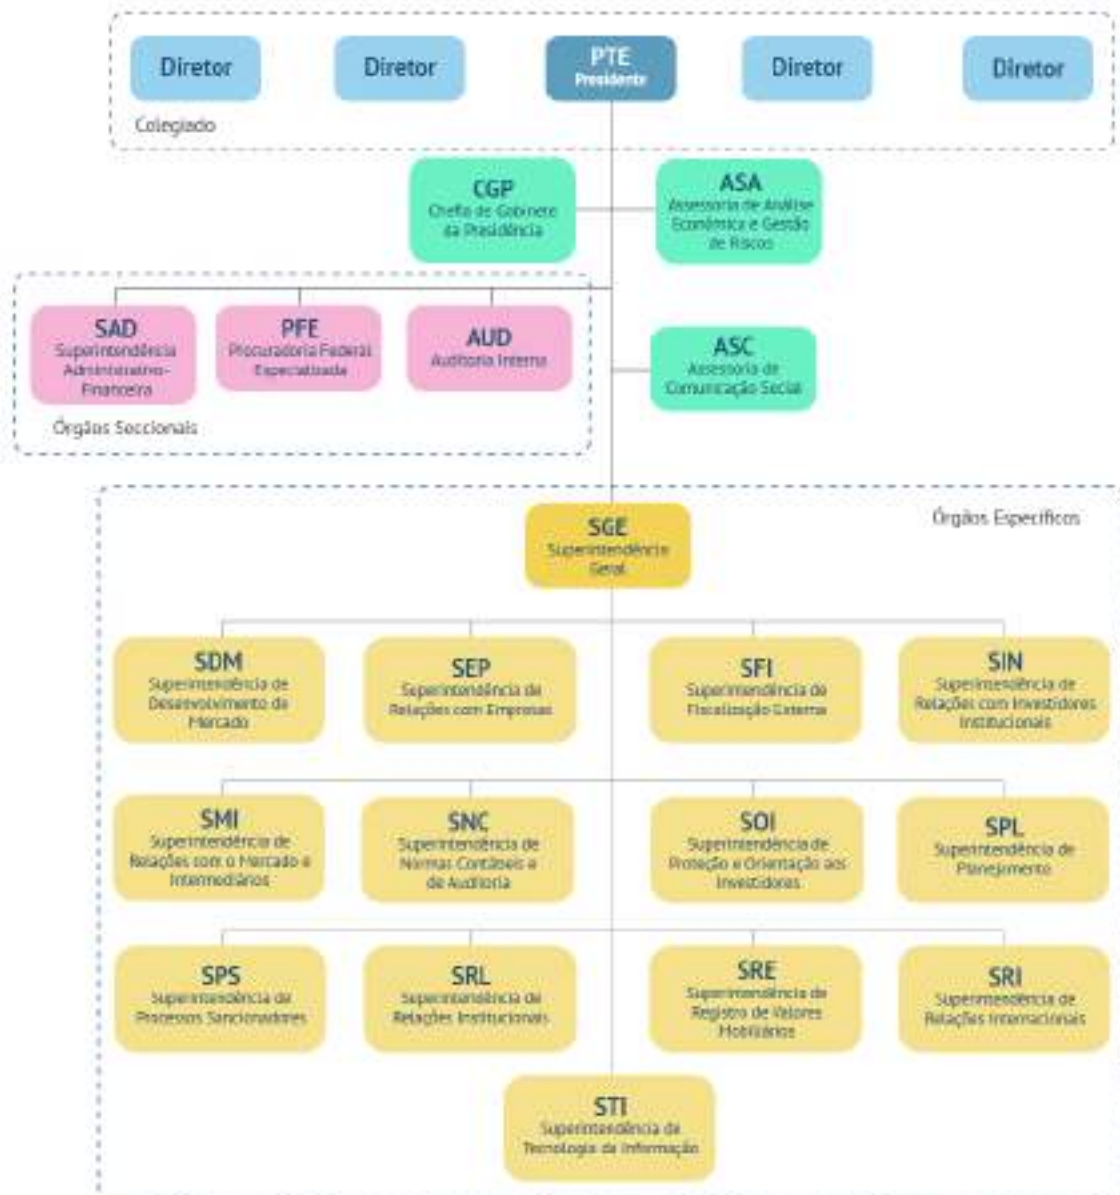 Diretor
Diretor
PTE
Presidente
Diretor
Diretor
Colegiado
CGP
Chefia de Gabinete
da Presidência
ASA
Assessoria de Análise
Econômica e Gestão
de Riscos
SAD
Superintendência
Administrativo-
Financeira
PFE
Procuradoria Federal
Especializada
AUD
Auditoria Interna
ASC
Assessoria de
Comunicação Social
Órgãos Seccionais
SGE
Superintendência
Geral
Órgãos Específicos
SDM
Superintendência de
Desenvolvimento de
Mercado
SEP
Superintendência de
Relações com Empresas
SFI
Superintendência de
Fiscalização Externa
SIN
Superintendência de
Relações com Investidores
Institucionais
SMI
Superintendência de
Relações com o Mercado e
Intermediários
SNC
Superintendência de
Normas Contábeis e
de Auditoria
SOI
Superintendência de
Proteção e Orientação aos
Investidores
SPL
Superintendência de
Planejamento
SPS
Superintendência de
Processos Sancionadores
SRL
Superintendência de
Relações Institucionais
SRE
Superintendência de
Registro de Valores
Mobiliários
SRI
Superintendência de
Relações Internacionais
STI
Superintendência de
Tecnologia da Informação